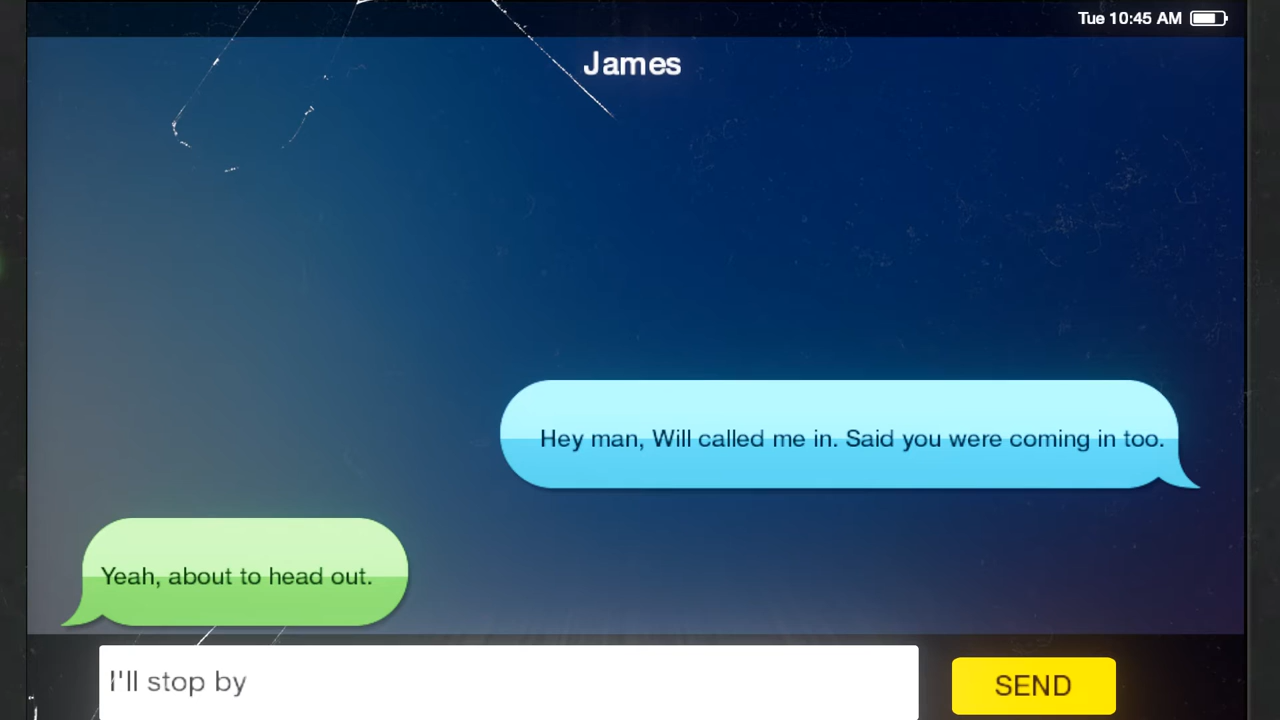 Tue 10:45 AM
James
Hey man, Will called me in. Said you were coming in too.
Yeah, about to head out.
I'll stop by
SEND